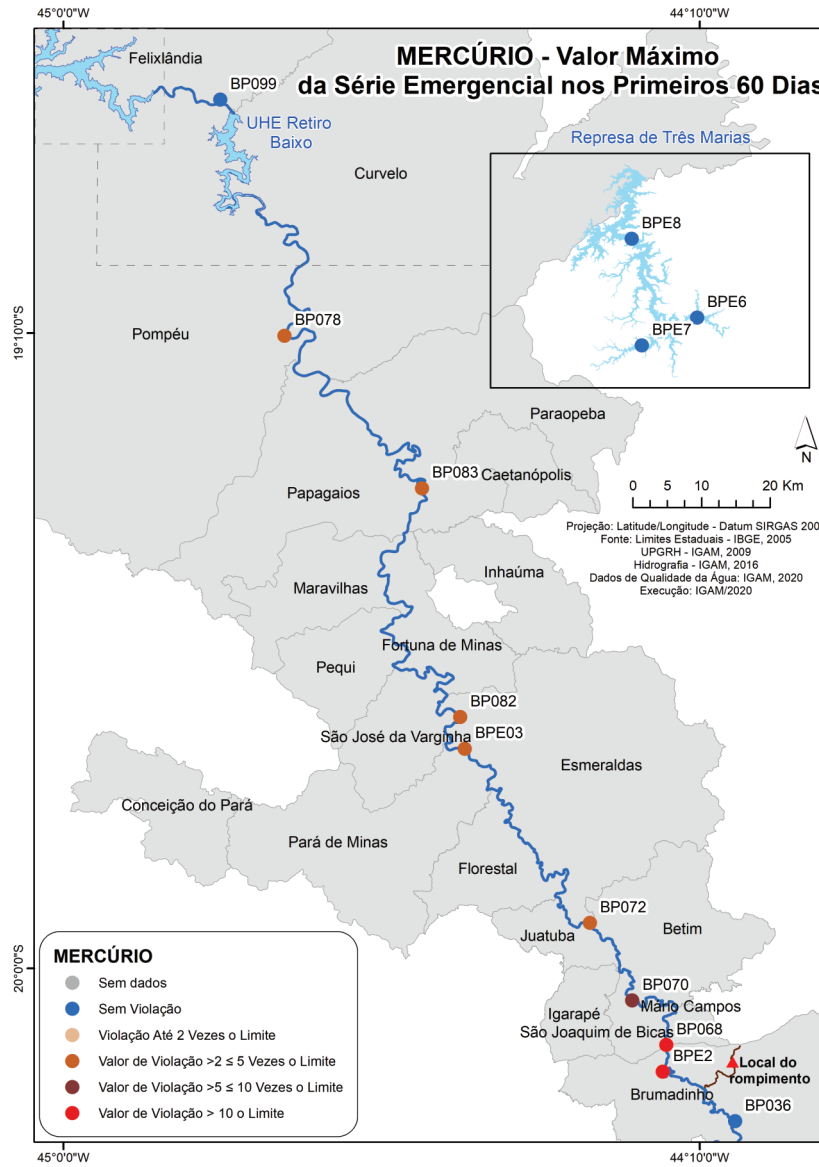 45°0'0"W
44°10'0"W
MERCÚRIO - Valor Máximo
da Série Emergencial nos Primeiros 60 Dias
Felixlândia
BP099
UHE Retiro
Baixo
Represa de Três Marias
Curvelo
BPE8
BPE6
BPE7
19°10'0"S
Pompéu
BP078
Paraopeba
BP083
Caetanópolis
Papagaios
N
0 5 10 20 Km
Projeção: Latitude/Longitude - Datum SIRGAS 200
Fonte: Limites Estaduais - IBGE, 2005
UPGRH - IGAM, 2009
Hidrografia - IGAM, 2016
Dados de Qualidade da Água: IGAM, 2020
Execução: IGAM/2020
Inhaúma
Maravilhas
Fortuna de Minas
Pequi
BP082
São José da Varginha
BPE03
Esmeraldas
Conceição do Pará
Pará de Minas
Florestal
BP072
Juatuba
Betim
20°0'0"S
BP070
Mário Campos
Igarapé
São Joaquim de Bicas
BP068
BPE2
Local do
rompimento
Brumadinho
BP036
MERCÚRIO
Sem dados
Sem Violação
Violação Até 2 Vezes o Limite
Valor de Violação >2 ≤ 5 Vezes o Limite
Valor de Violação >5 ≤ 10 Vezes o Limite
Valor de Violação > 10 o Limite
45°0'0"W
44°10'0"W